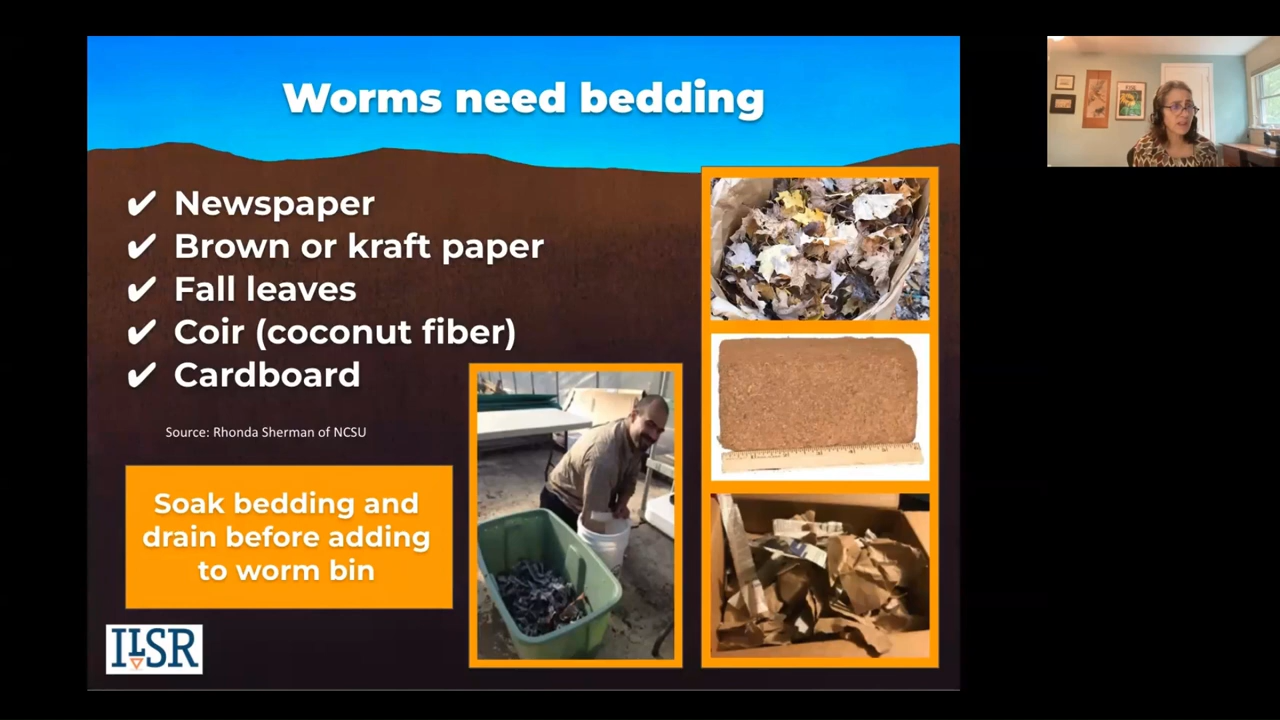 Worms need bedding
✔ Newspaper
✔ Brown or kraft paper
✔ Fall leaves
✔ Coir (coconut fiber)
✔ Cardboard
Source: Rhonda Sherman of NCSU
Soak bedding and
drain before adding
to worm bin
ILSR